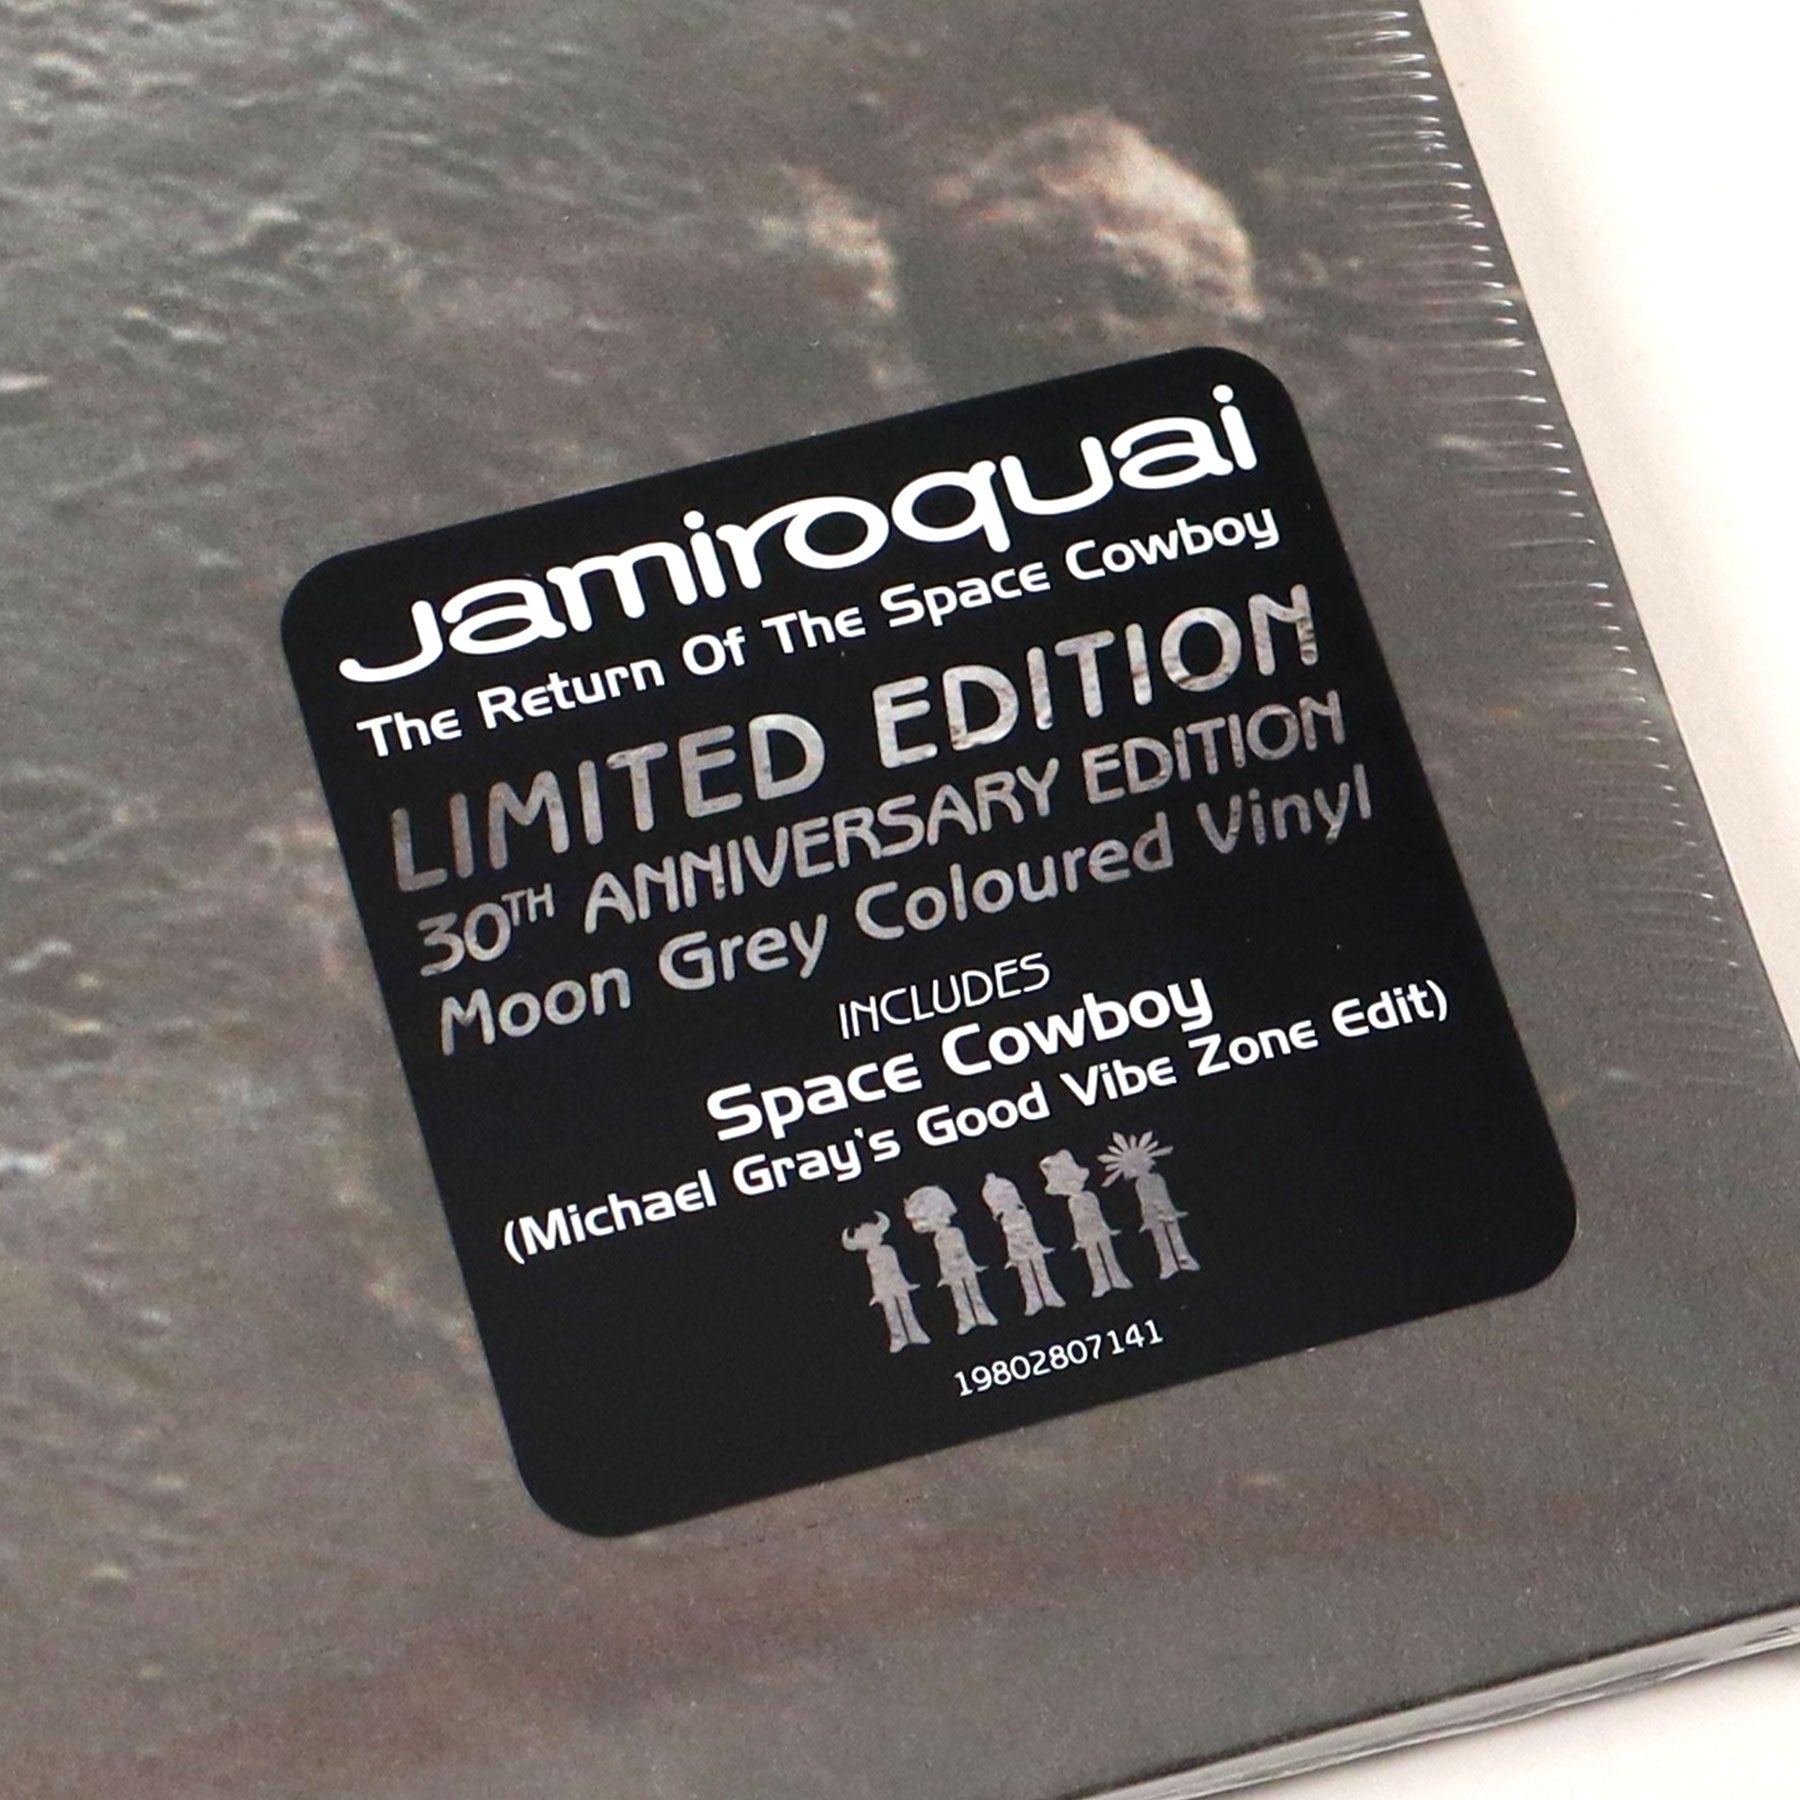 Jamiroquai
The Return Of The Space Cowboy
LIMITED EDITION
30TH ANNIVERSARY EDITION
Moon Grey Coloured Vinyl
INCLUDES
Space Cowboy
(Michael Gray's Good Vibe Zone Edit)
19802807141